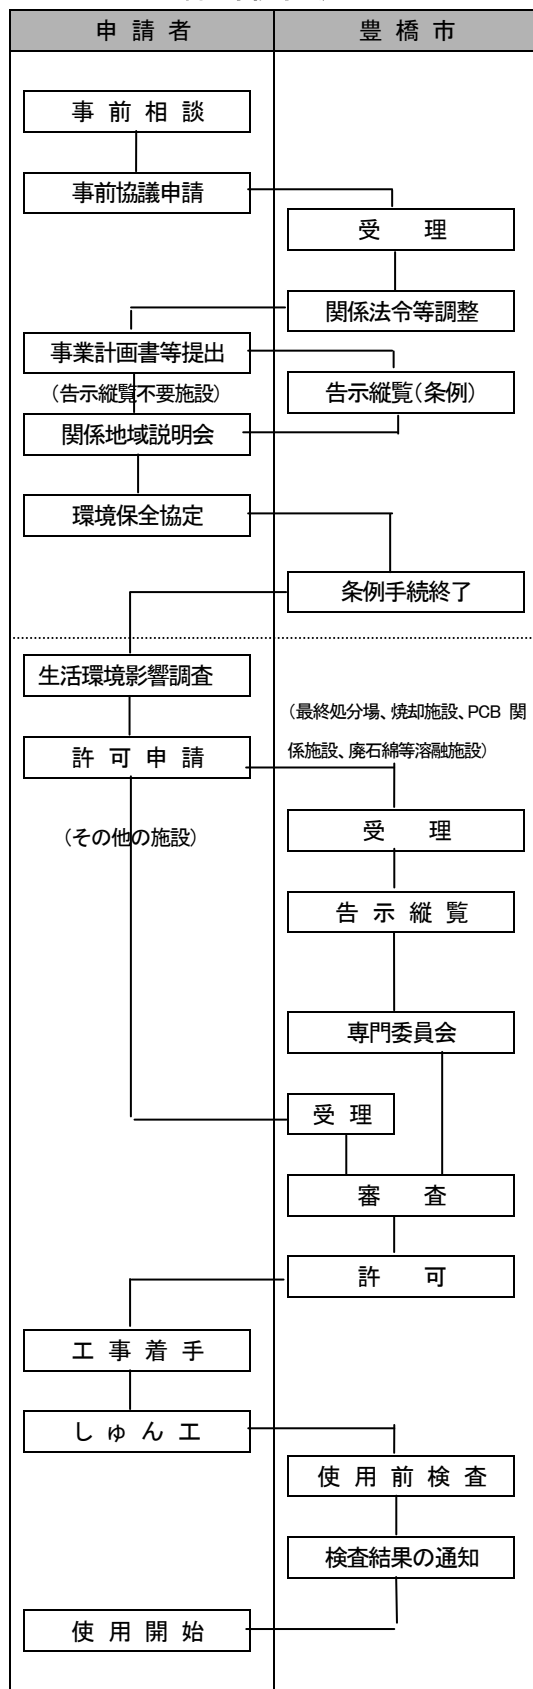 申請者
豊橋市
事前相談
事前協議申請
受理
関係法令等調整
事業計画書等提出
(告示縦覧不要施設)
告示縦覧(条例)
関係地域説明会
環境保全協定
条例手続終了
生活環境影響調査
(最終処分場、焼却施設、PCB 関
係施設、廃石綿等溶融施設)
許可申請
受理
(その他の施設)
告示縦覧
専門委員会
受理
審査
許可
工事着手
しゅん工
使用前検査
検査結果の通知
使用開始